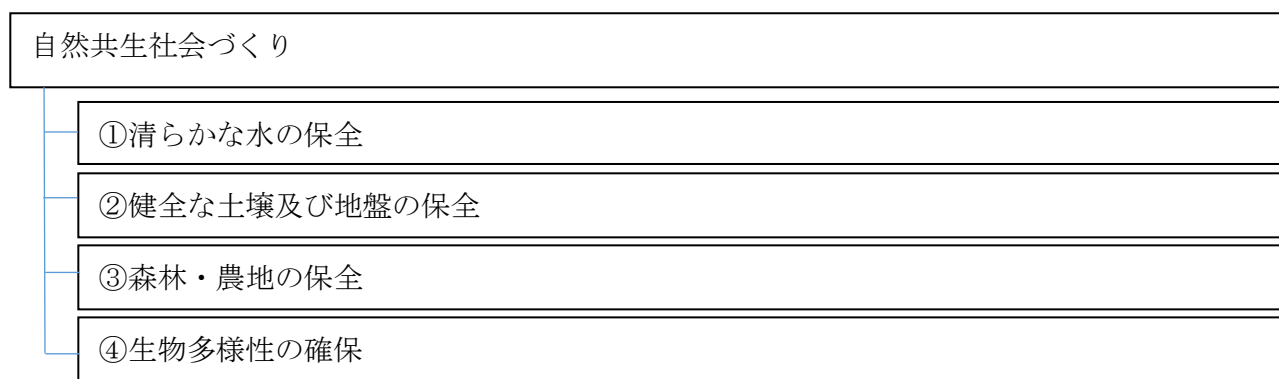 自然共生社会づくり
①清らかな水の保全
②健全な土壌及び地盤の保全
③森林・農地の保全
④生物多様性の確保